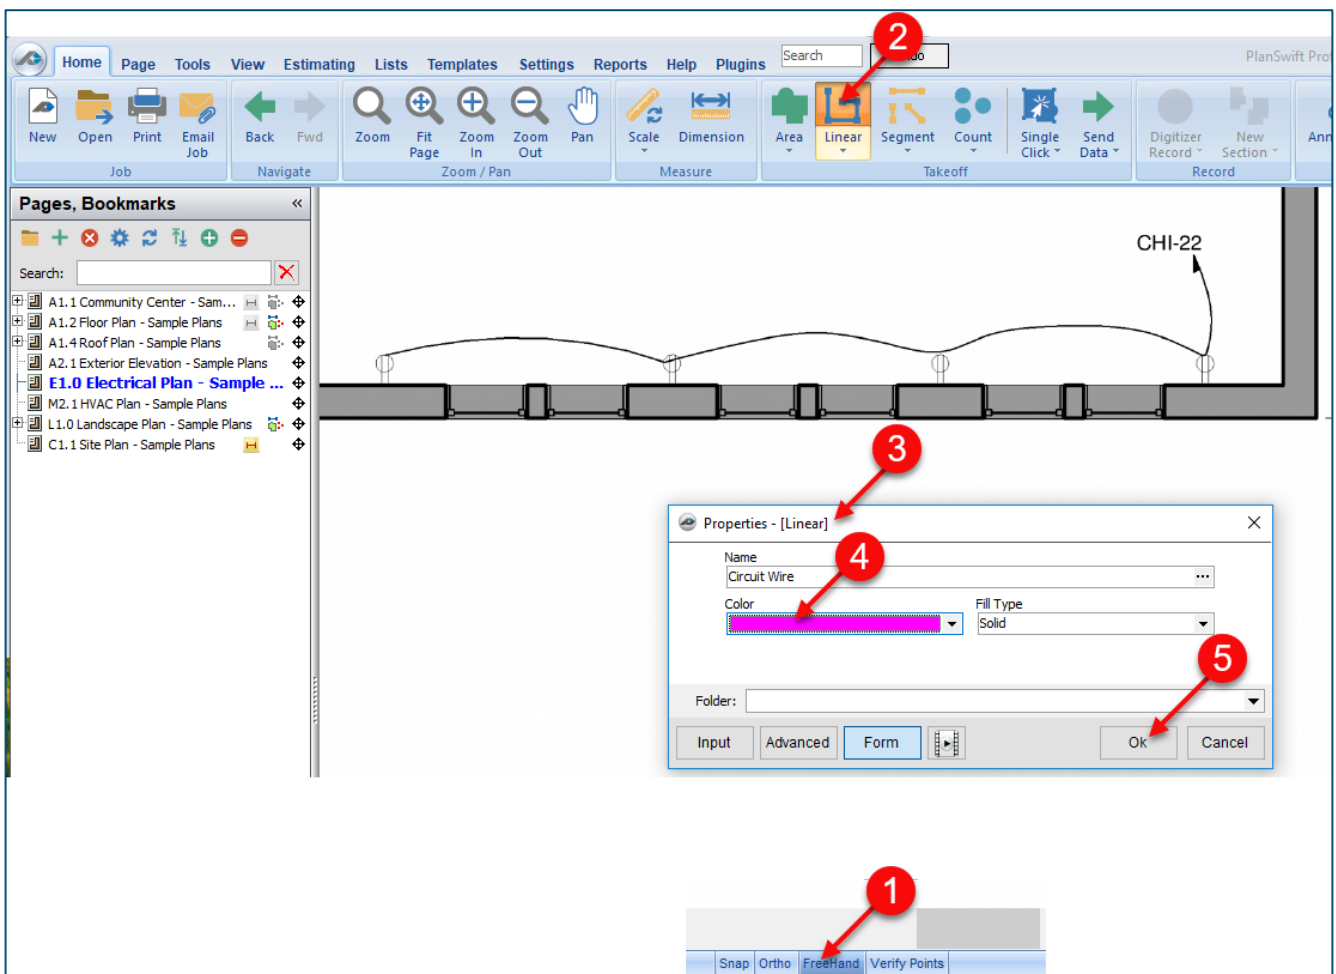 2
Search
PlanSwift Prof
Home Page Tools View Estimating Lists Templates Settings Reports Help Plugins
New Open Print Email Job
Back Fwd
Zoom Fit Page Zoom In Zoom Out Pan
Scale Dimension
Area Linear Segment Count Single Click Send Data
Digitizer Record New Section
Job Navigate Zoom / Pan Measure Takeoff Record
Pages, Bookmarks «
Search:
A1.1 Community Center - Sam...
A1.2 Floor Plan - Sample Plans
A1.4 Roof Plan - Sample Plans
A2.1 Exterior Elevation - Sample Plans
E1.0 Electrical Plan - Sample ...
M2.1 HVAC Plan - Sample Plans
L1.0 Landscape Plan - Sample Plans
C1.1 Site Plan - Sample Plans
CHI-22
3
Properties - [Linear]
4
Name
Circuit Wire ...
Color Fill Type
Solid
5
Folder:
Input Advanced Form Ok Cancel
1
Snap Ortho FreeHand Verify Points